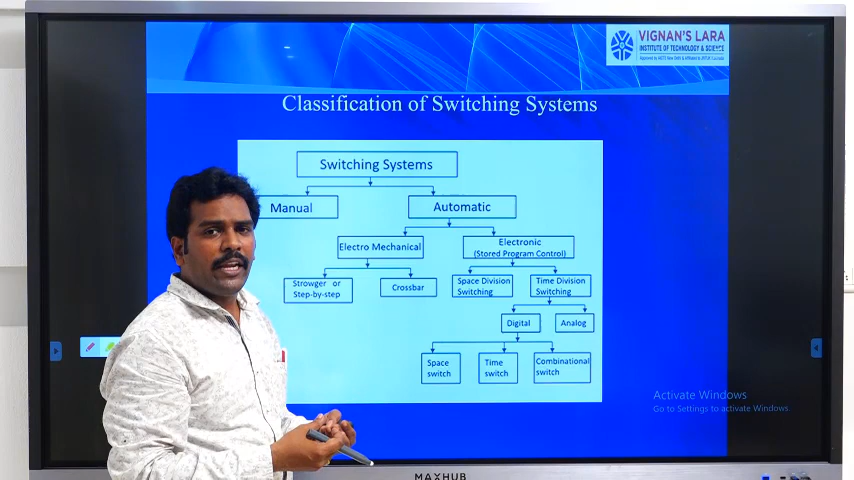 VIGNAN'S LARA
INSTITUTE OF TECHNOLOGY & SCIENCE
Classification of Switching Systems
Switching Systems
Manual
Automatic
Electro Mechanical
Electronic
(Stored Program Control)
Strowger or
Step-by-step
Crossbar
Space Division
Switching
Time Division
Switching
Digital
Analog
Space
switch
Time
switch
Combinational
switch
Activate Windows
Go to Settings to activate Windows.
MAXHUB